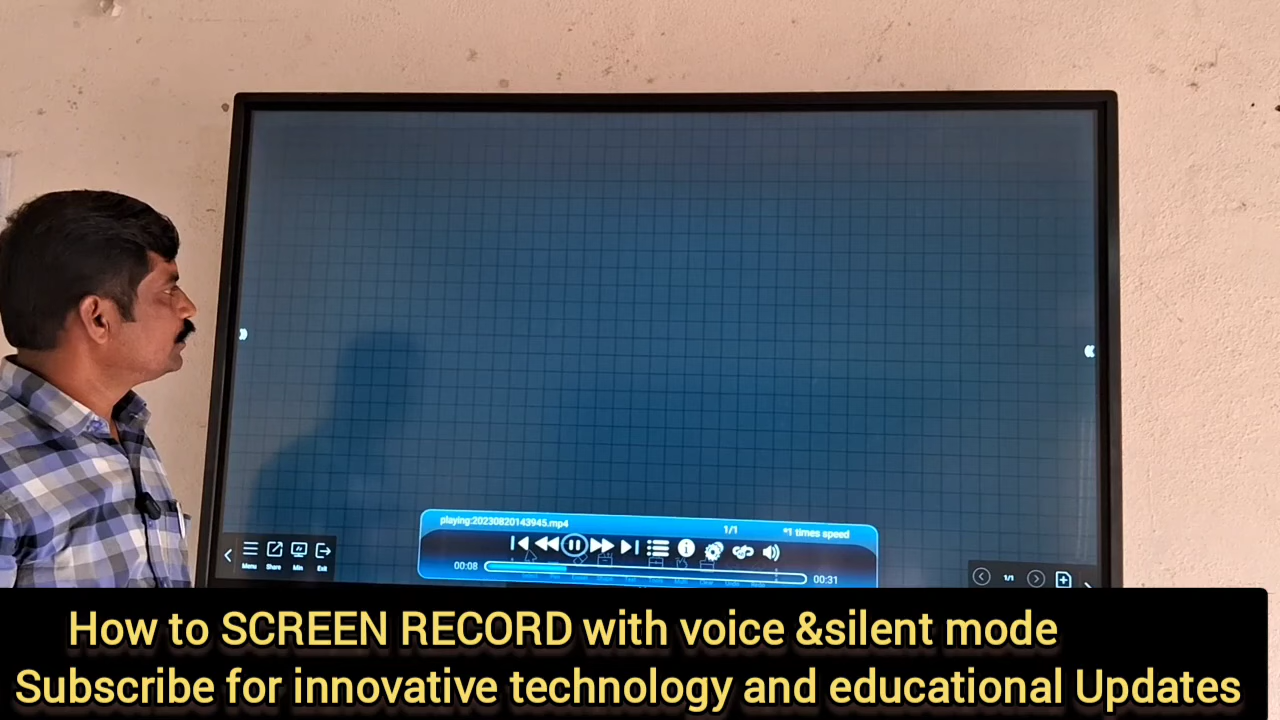 playing:20230820143945.mp4
1/1
*1 times speed
00:08
00:31
Menu
Share
Min
Exit
1/1
How to SCREEN RECORD with voice &silent mode
Subscribe for innovative technology and educational Updates